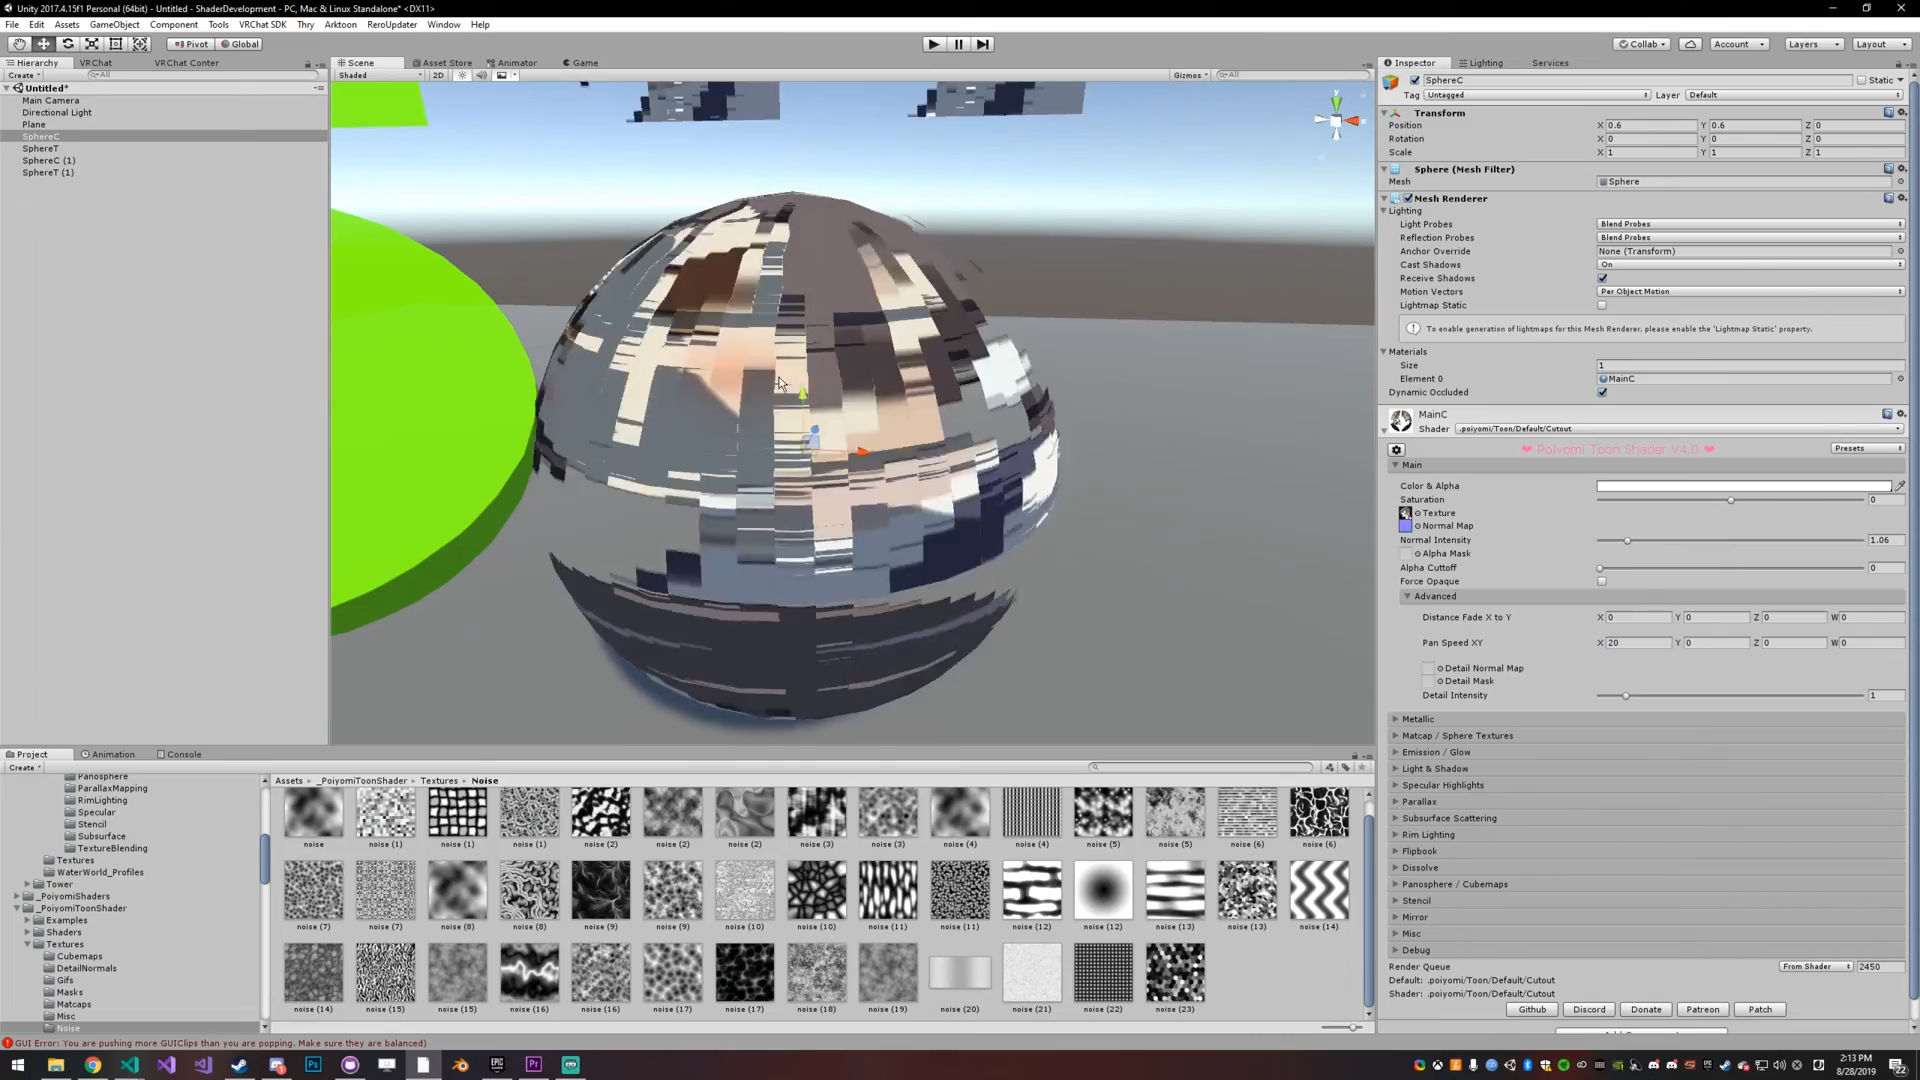 Unity 2017.4.15f1 Personal (64bit) - Untitled - ShaderDevelopment - PC, Mac & Linux Standalone* <DX11>
File Edit Assets GameObject Component Tools VRChat SDK Thry Arktoon ReroUpdater Window Help
Pivot Global Collab Account Layers Layout
Hierarchy VRChat VRChat Center Scene Asset Store Animator Game Inspector Lighting Services
Create All Shaded 2D Gizmos All
SphereC Static
Untitled*
Tag Untagged Layer Default
Main Camera
Directional Light
Plane
SphereC
SphereT
SphereC (1)
SphereT (1)
Transform
Position X 0.6 Y 0.6 Z 0
Rotation X 0 Y 0 Z 0
Scale X 1 Y 1 Z 1
Sphere (Mesh Filter)
Mesh Sphere
Mesh Renderer
Lighting
Light Probes Blend Probes
Reflection Probes Blend Probes
Anchor Override None (Transform)
Cast Shadows On
Receive Shadows
Motion Vectors Per Object Motion
Lightmap Static
To enable generation of lightmaps for this Mesh Renderer, please enable the 'Lightmap Static' property.
Materials
Size 1
Element 0 MainC
Dynamic Occluded
MainC
Shader .poiyomi/Toon/Default/Cutout
❤ Poiyomi Toon Shader V4.0 ❤ Presets
Main
Color & Alpha
Saturation 0
Texture
Normal Map
Normal Intensity 1.06
Alpha Mask
Alpha Cuttoff 0
Force Opaque
Advanced
Distance Fade X to Y X 0 Y 0 Z 0 W 0
Pan Speed XY X 20 Y 0 Z 0 W 0
Detail Normal Map
Detail Mask
Detail Intensity 1
Metallic
Matcap / Sphere Textures
Emission / Glow
Light & Shadow
Specular Highlights
Parallax
Subsurface Scattering
Rim Lighting
Flipbook
Dissolve
Panosphere / Cubemaps
Stencil
Mirror
Misc
Debug
Render Queue From Shader 2450
Default: .poiyomi/Toon/Default/Cutout
Shader: .poiyomi/Toon/Default/Cutout
Github Discord Donate Patreon Patch
Project Animation Console
Create
Panosphere
ParallaxMapping
RimLighting
Specular
Stencil
Subsurface
TextureBlending
Textures
WaterWorld_Profiles
Tower
_PoiyomiShaders
_PoiyomiToonShader
Examples
Shaders
Textures
Cubemaps
DetailNormals
Gifs
Masks
Matcaps
Misc
Noise
Assets _PoiyomiToonShader Textures Noise
noise noise (1) noise (1) noise (1) noise (2) noise (2) noise (2) noise (3) noise (3) noise (4) noise (4) noise (5) noise (5) noise (6) noise (6)
noise (7) noise (7) noise (8) noise (8) noise (9) noise (9) noise (10) noise (10) noise (11) noise (11) noise (12) noise (12) noise (13) noise (13) noise (14)
noise (14) noise (15) noise (15) noise (16) noise (16) noise (17) noise (17) noise (18) noise (19) noise (20) noise (21) noise (22) noise (23)
GUI Error: You are pushing more GUIClips than you are popping. Make sure they are balanced)
2:13 PM
8/28/2019
22